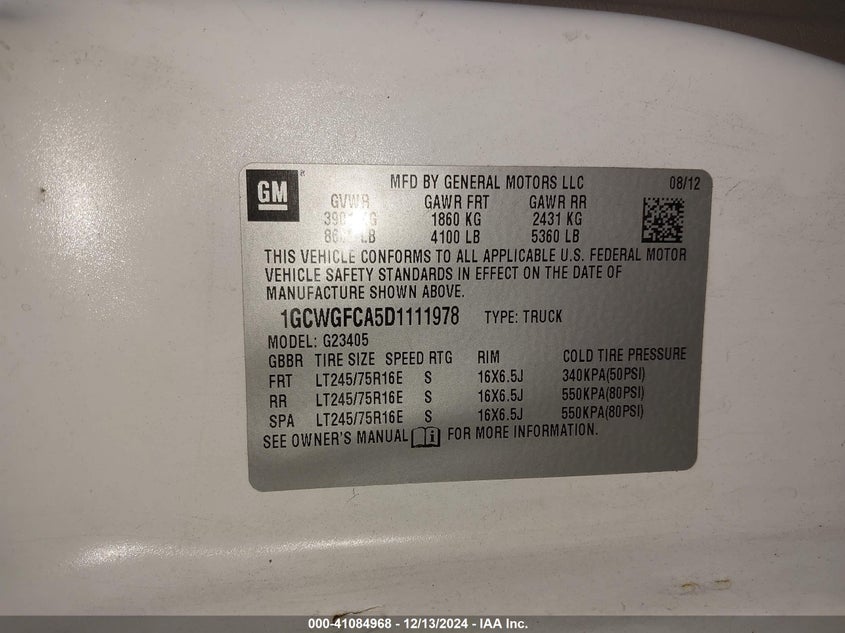 GM
MFD BY GENERAL MOTORS LLC 08/12
GVWR GAWR FRT GAWR RR
KG 1860 KG 2431 KG
LB 4100 LB 5360 LB
THIS VEHICLE CONFORMS TO ALL APPLICABLE U.S. FEDERAL MOTOR
VEHICLE SAFETY STANDARDS IN EFFECT ON THE DATE OF
MANUFACTURE SHOWN ABOVE.
1GCWGFCA5D1111978 TYPE: TRUCK
MODEL: G23405
GBBR TIRE SIZE SPEED RTG RIM COLD TIRE PRESSURE
FRT LT245/75R16E S 16X6.5J 340KPA(50PSI)
RR LT245/75R16E S 16X6.5J 550KPA(80PSI)
SPA LT245/75R16E S 16X6.5J 550KPA(80PSI)
SEE OWNER'S MANUAL FOR MORE INFORMATION.
000-41084968 - 12/13/2024 - IAA Inc.